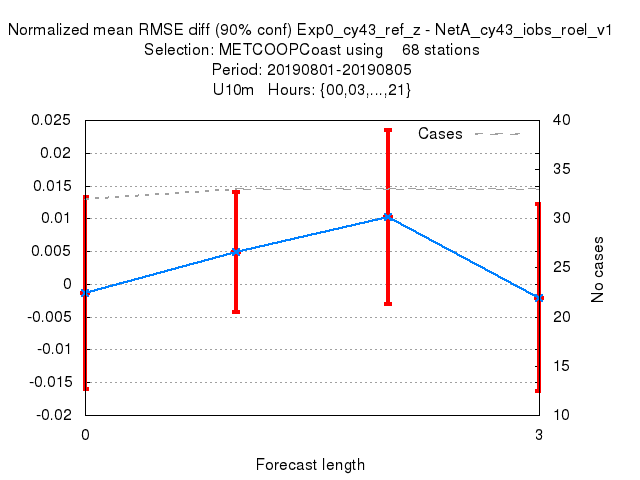 Normalized mean RMSE diff (90% conf) Exp0_cy43_ref_z - NetA_cy43_iobs_roel_v1
Selection: METCOOPCoast using    68 stations
Period: 20190801-20190805
U10m   Hours: {00,03,...,21}
Cases
0.025
0.02
0.015
0.01
0.005
0
-0.005
-0.01
-0.015
-0.02
40
35
30
25
20
15
10
No cases
0
3
Forecast length